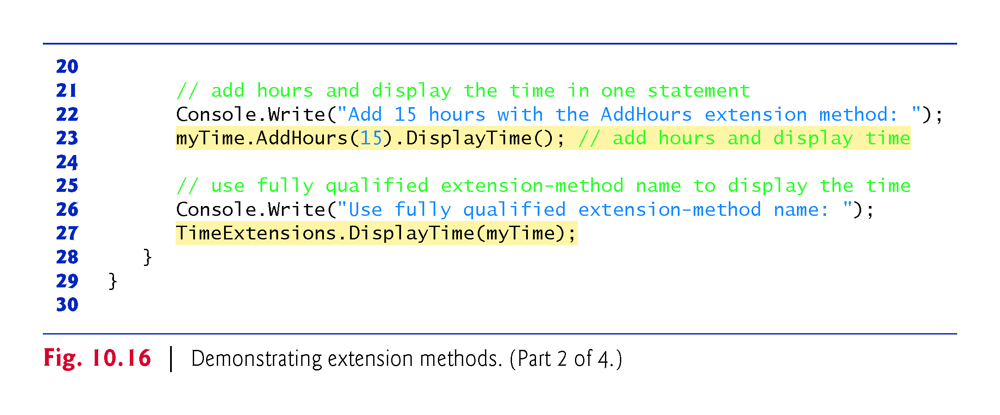 20
21 // add hours and display the time in one statement
22 Console.Write("Add 15 hours with the AddHours extension method: ");
23 myTime.AddHours(15).DisplayTime(); // add hours and display time
24
25 // use fully qualified extension-method name to display the time
26 Console.Write("Use fully qualified extension-method name: ");
27 TimeExtensions.DisplayTime(myTime);
28 }
29 }
30
Fig. 10.16 | Demonstrating extension methods. (Part 2 of 4.)